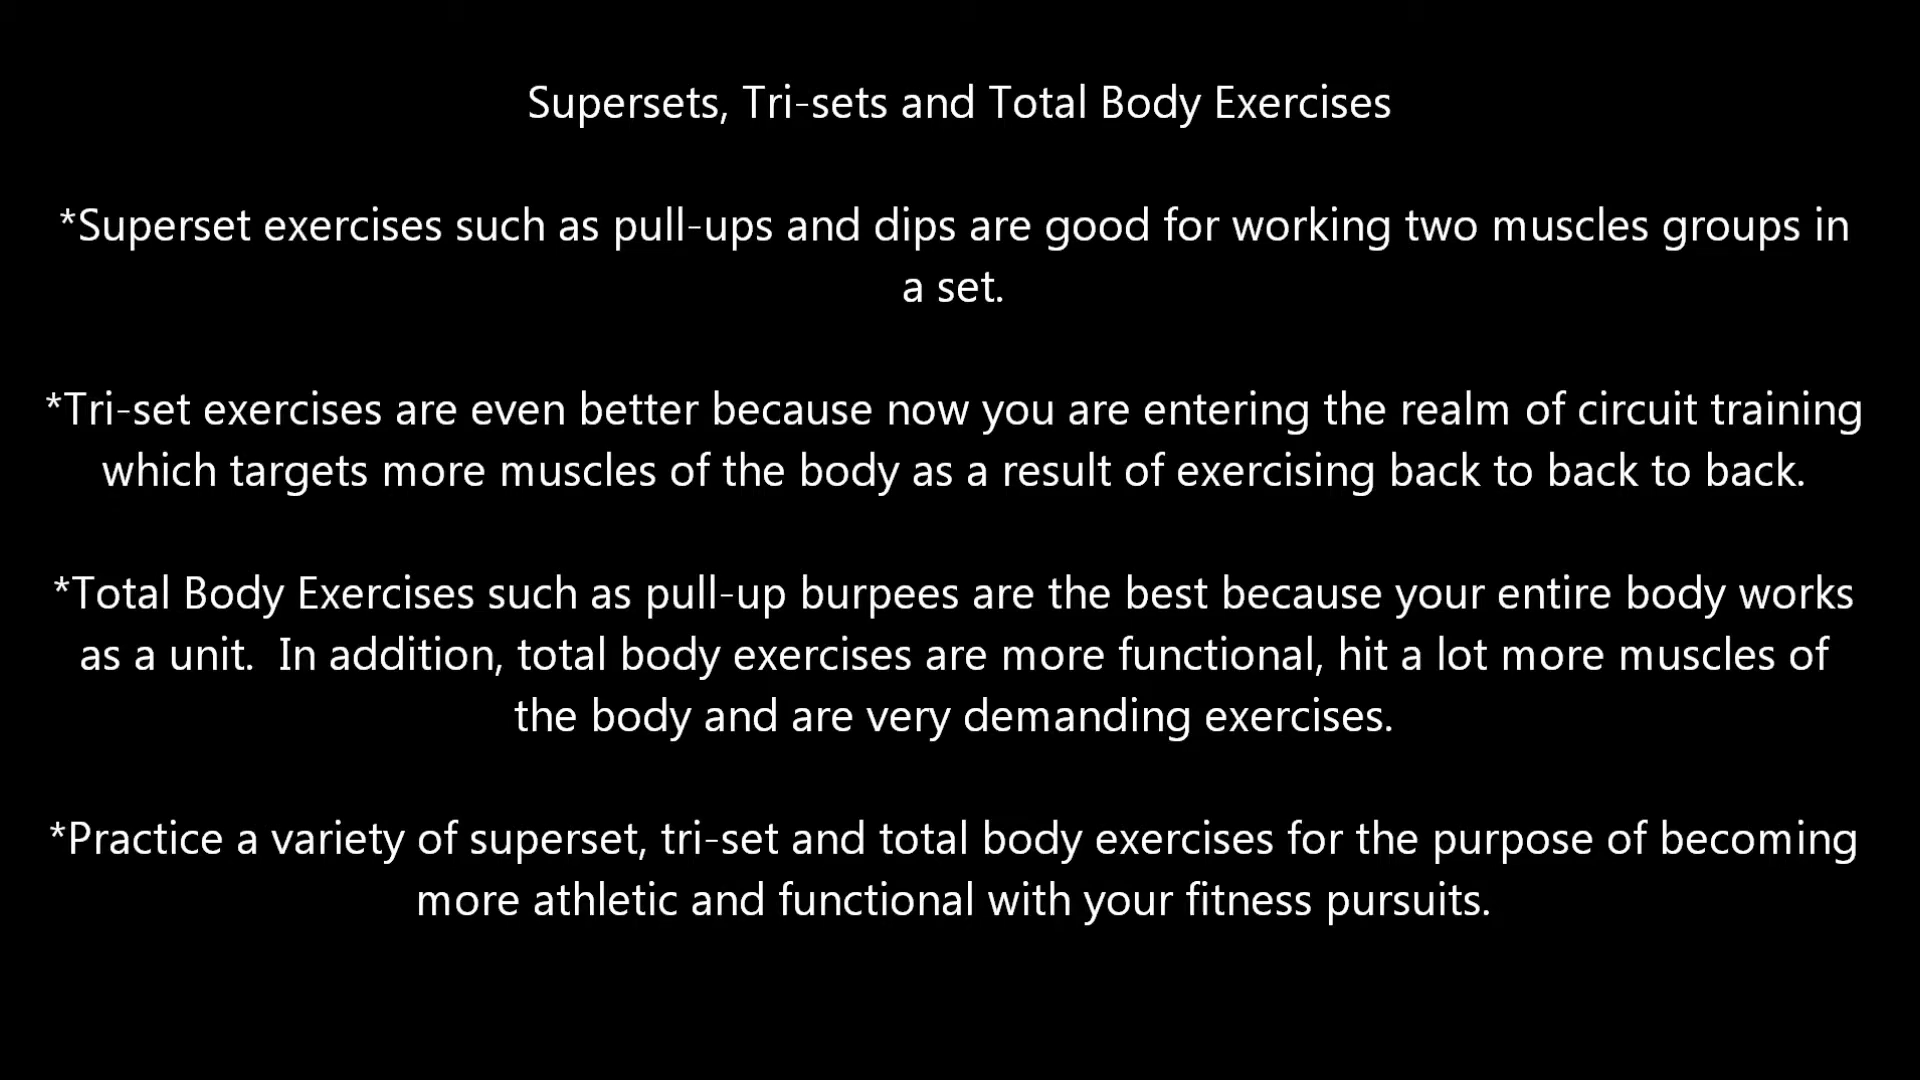 Supersets, Tri-sets and Total Body Exercises
*Superset exercises such as pull-ups and dips are good for working two muscles groups in
a set.
*Tri-set exercises are even better because now you are entering the realm of circuit training
which targets more muscles of the body as a result of exercising back to back to back.
*Total Body Exercises such as pull-up burpees are the best because your entire body works
as a unit.  In addition, total body exercises are more functional, hit a lot more muscles of
the body and are very demanding exercises.
*Practice a variety of superset, tri-set and total body exercises for the purpose of becoming
more athletic and functional with your fitness pursuits.